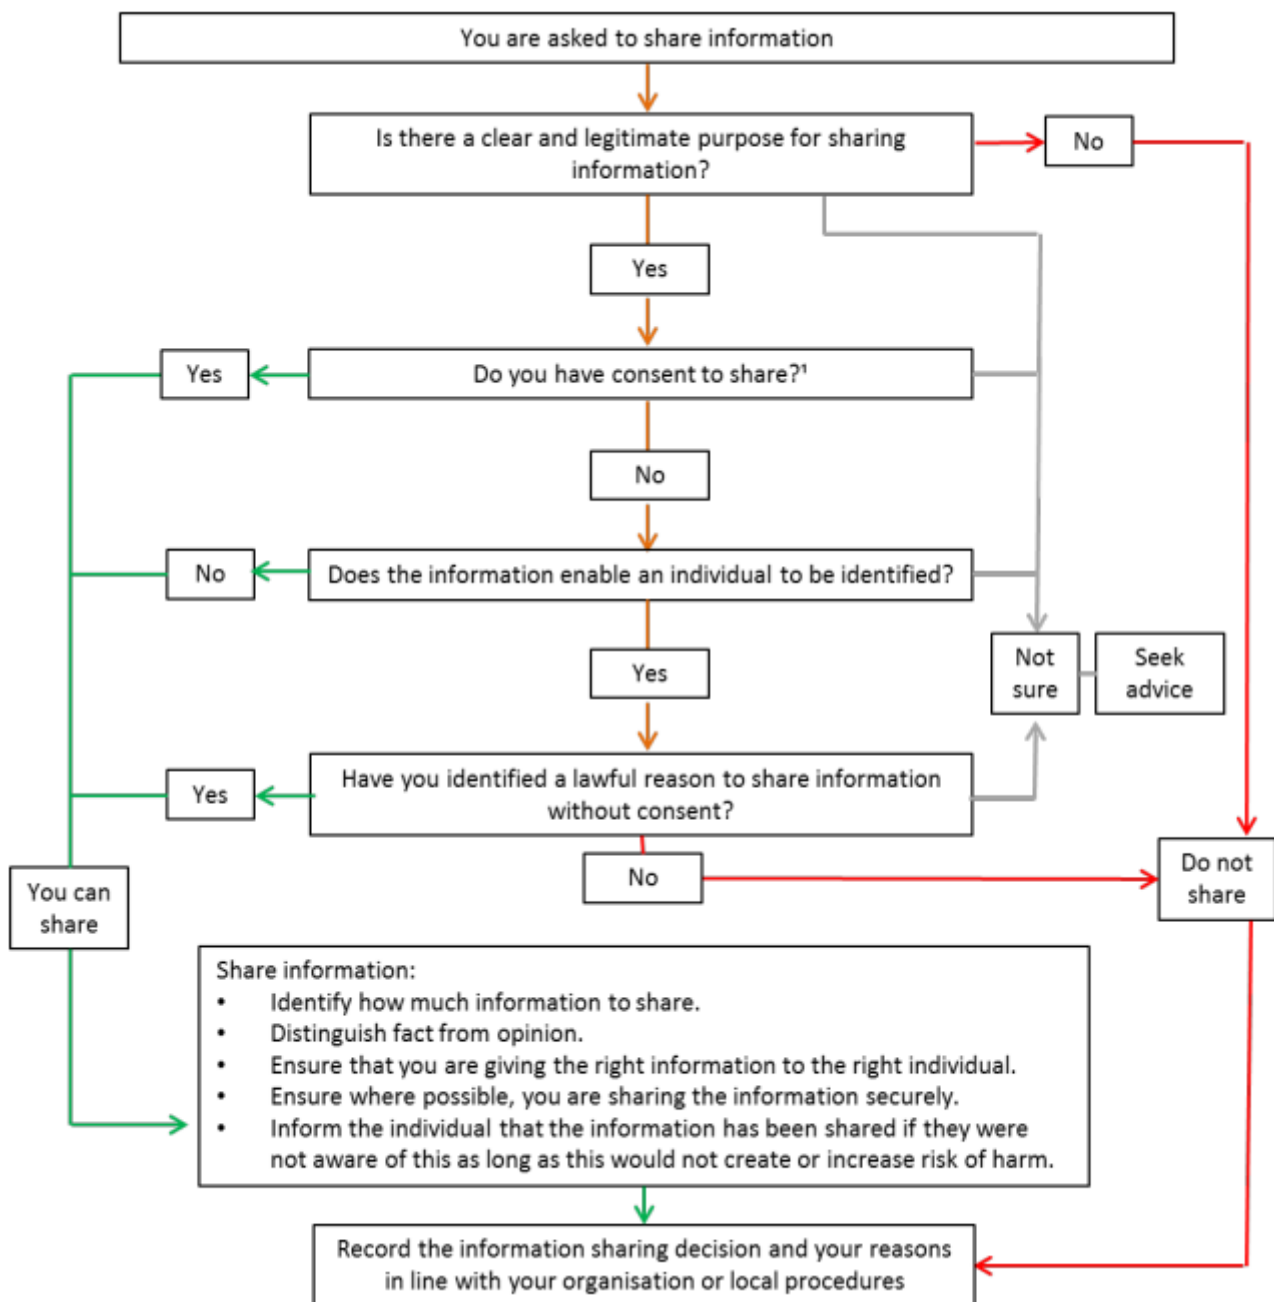 You are asked to share information
Is there a clear and legitimate purpose for sharing
information?
No
Yes
Yes
Do you have consent to share?¹
No
No
Does the information enable an individual to be identified?
Not
sure
Seek
advice
Yes
Yes
Have you identified a lawful reason to share information
without consent?
No
Do not
share
You can
share
Share information:
• Identify how much information to share.
• Distinguish fact from opinion.
• Ensure that you are giving the right information to the right individual.
• Ensure where possible, you are sharing the information securely.
• Inform the individual that the information has been shared if they were
not aware of this as long as this would not create or increase risk of harm.
Record the information sharing decision and your reasons
in line with your organisation or local procedures